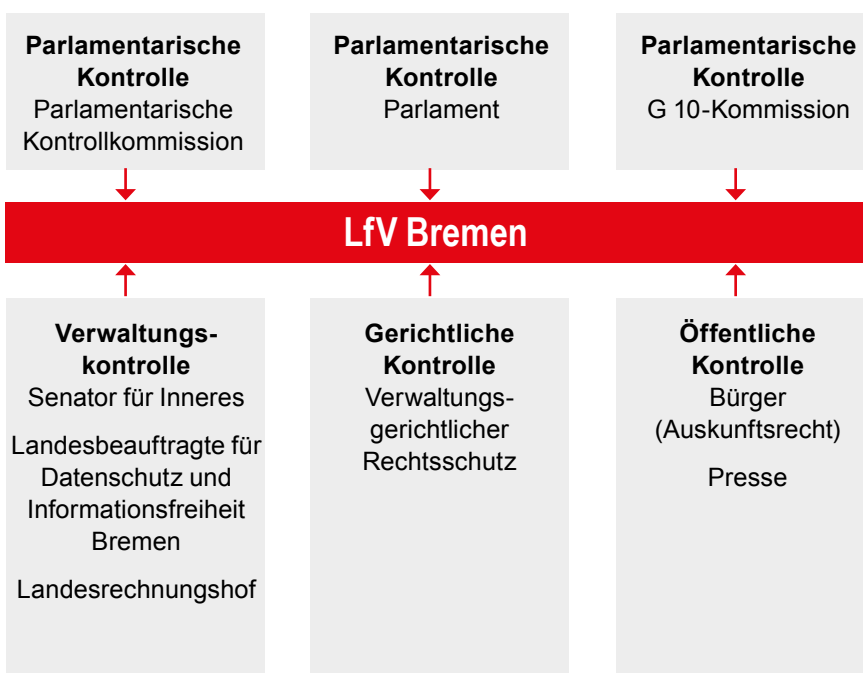 Parlamentarische
Kontrolle
Parlamentarische
Kontrollkommission
Parlamentarische
Kontrolle
Parlament
Parlamentarische
Kontrolle
G 10-Kommission
LfV Bremen
Verwaltungs-
kontrolle
Senator für Inneres
Landesbeauftragte für
Datenschutz und
Informationsfreiheit
Bremen
Landesrechnungshof
Gerichtliche
Kontrolle
Verwaltungs-
gerichtlicher
Rechtsschutz
Öffentliche
Kontrolle
Bürger
(Auskunftsrecht)
Presse